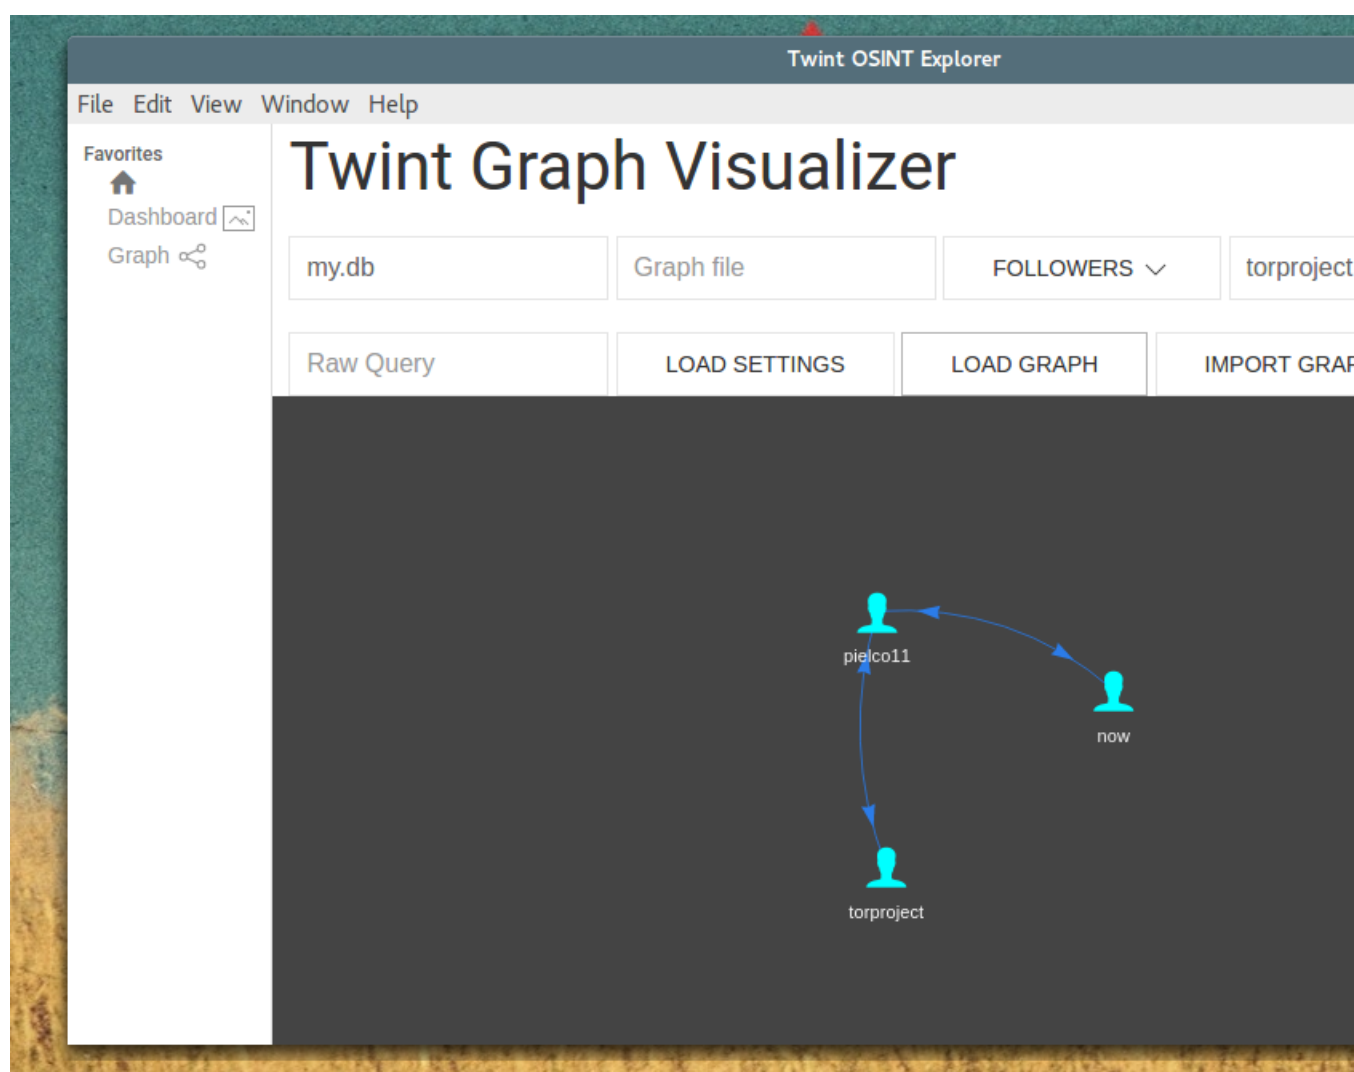 Twint OSINT Explorer
File Edit View Window Help
Favorites
Dashboard
Graph
Twint Graph Visualizer
my.db
Graph file
FOLLOWERS
torproject
Raw Query
LOAD SETTINGS
LOAD GRAPH
IMPORT
pielco11
now
torproject